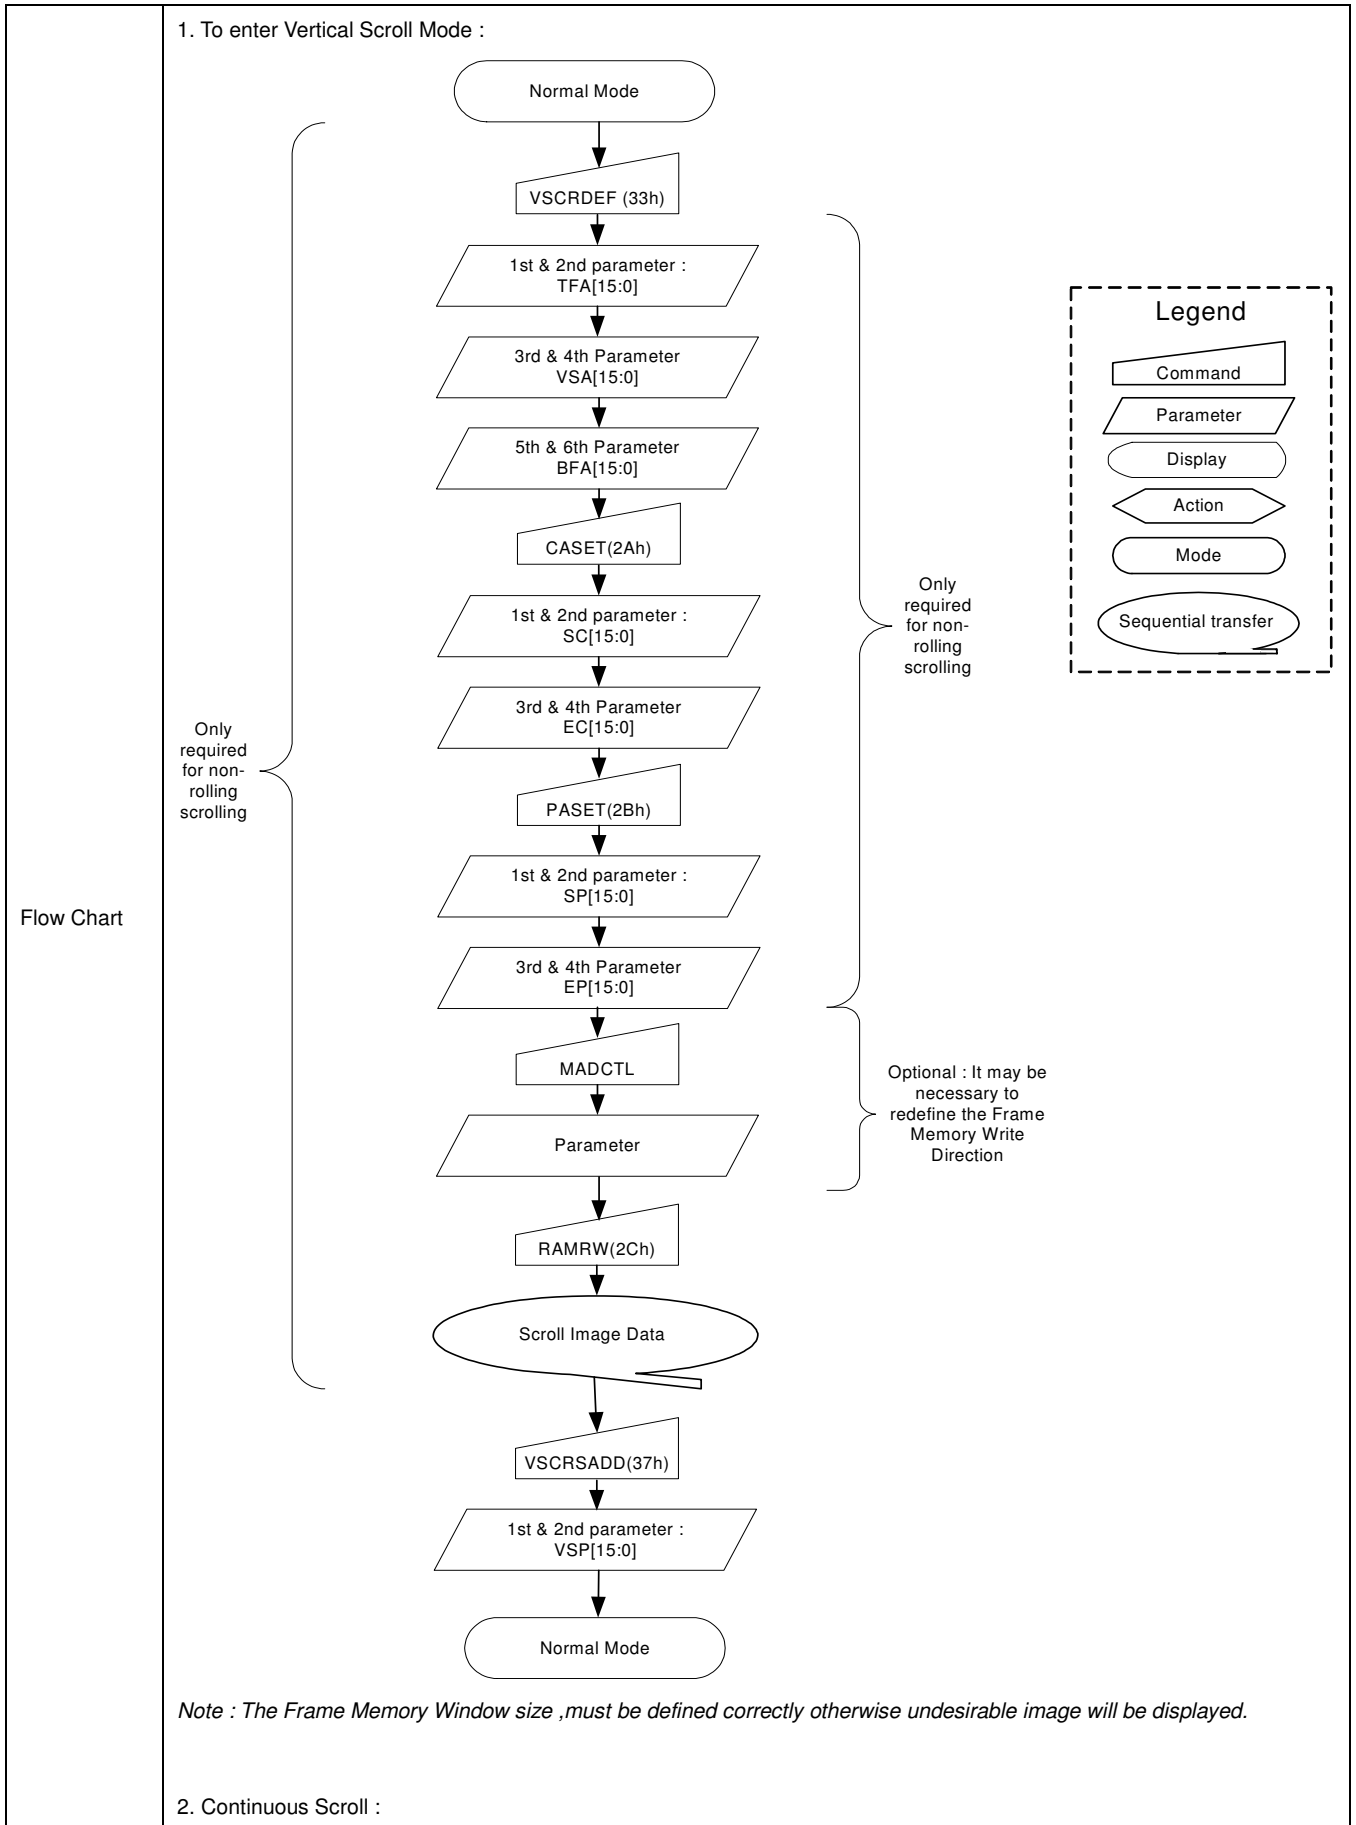 Flow Chart
1. To enter Vertical Scroll Mode :
Normal Mode
VSCRDEF (33h)
1st & 2nd parameter :
TFA[15:0]
3rd & 4th Parameter
VSA[15:0]
5th & 6th Parameter
BFA[15:0]
CASET(2Ah)
1st & 2nd parameter :
SC[15:0]
3rd & 4th Parameter
EC[15:0]
PASET(2Bh)
1st & 2nd parameter :
SP[15:0]
3rd & 4th Parameter
EP[15:0]
MADCTL
Parameter
RAMRW(2Ch)
Scroll Image Data
VSCRSADD(37h)
1st & 2nd parameter :
VSP[15:0]
Normal Mode
Only
required
for non-
rolling
scrolling
Only
required
for non-
rolling
scrolling
Optional : It may be
necessary to
redefine the Frame
Memory Write
Direction
Legend
Command
Parameter
Display
Action
Mode
Sequential transfer
Note : The Frame Memory Window size ,must be defined correctly otherwise undesirable image will be displayed.
2. Continuous Scroll :